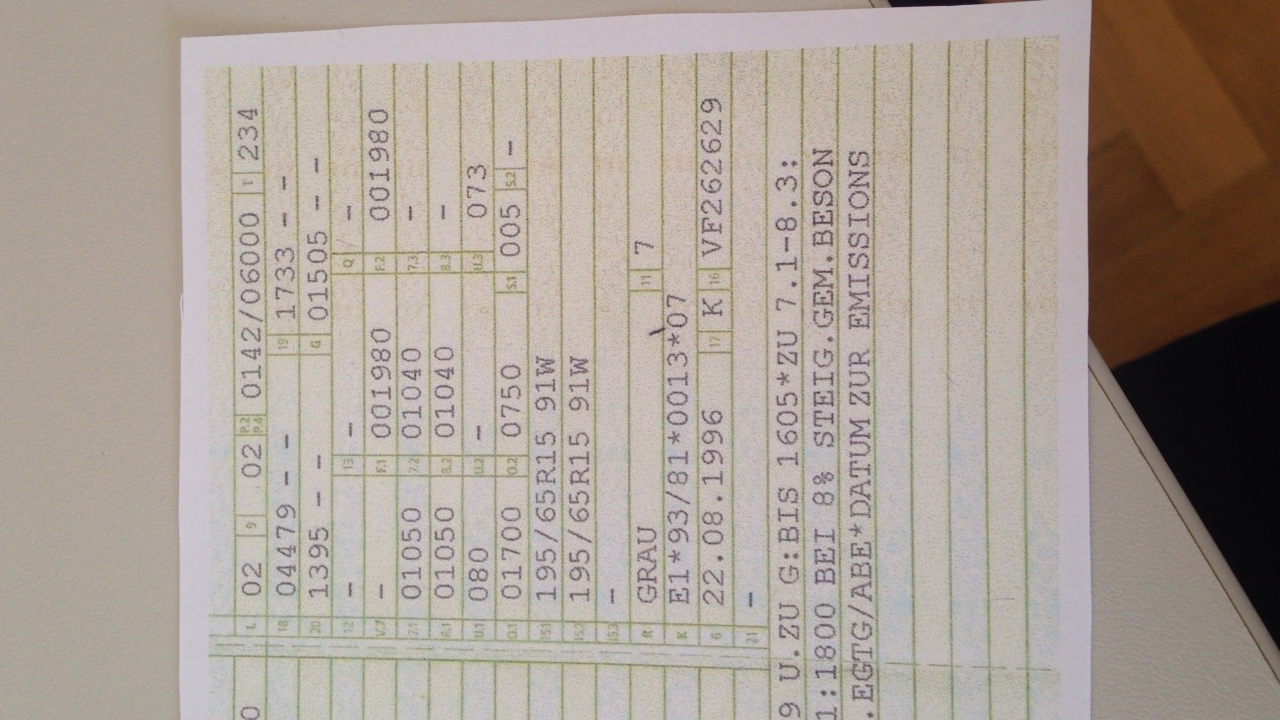 0 L 02 9 02 P.2 P.4 0142/06000 T 234
18 04479 - - 19 1733 - -
20 1395 - - G 01505 - -
12 - 13 - Q -
V.7 - F.1 001980 F.2 001980
7.1 01050 7.2 01040 7.3 -
8.1 01050 8.2 01040 8.3 -
U.1 080 U.2 - U.3 073
O.1 01700 O.2 0750 S.1 005 S.2 -
15.1 195/65R15 91W
15.2 195/65R15 91W
15.3 -
R GRAU 11 7
K E1*93/81*0013*07
6 22.08.1996 17 K 16 VF262629
21 -
9 U.ZU G:BIS 1605*ZU 7.1-8.3:
1:1800 BEI 8% STEIG.GEM.BESON
.EGTG/ABE*DATUM ZUR EMISSIONS